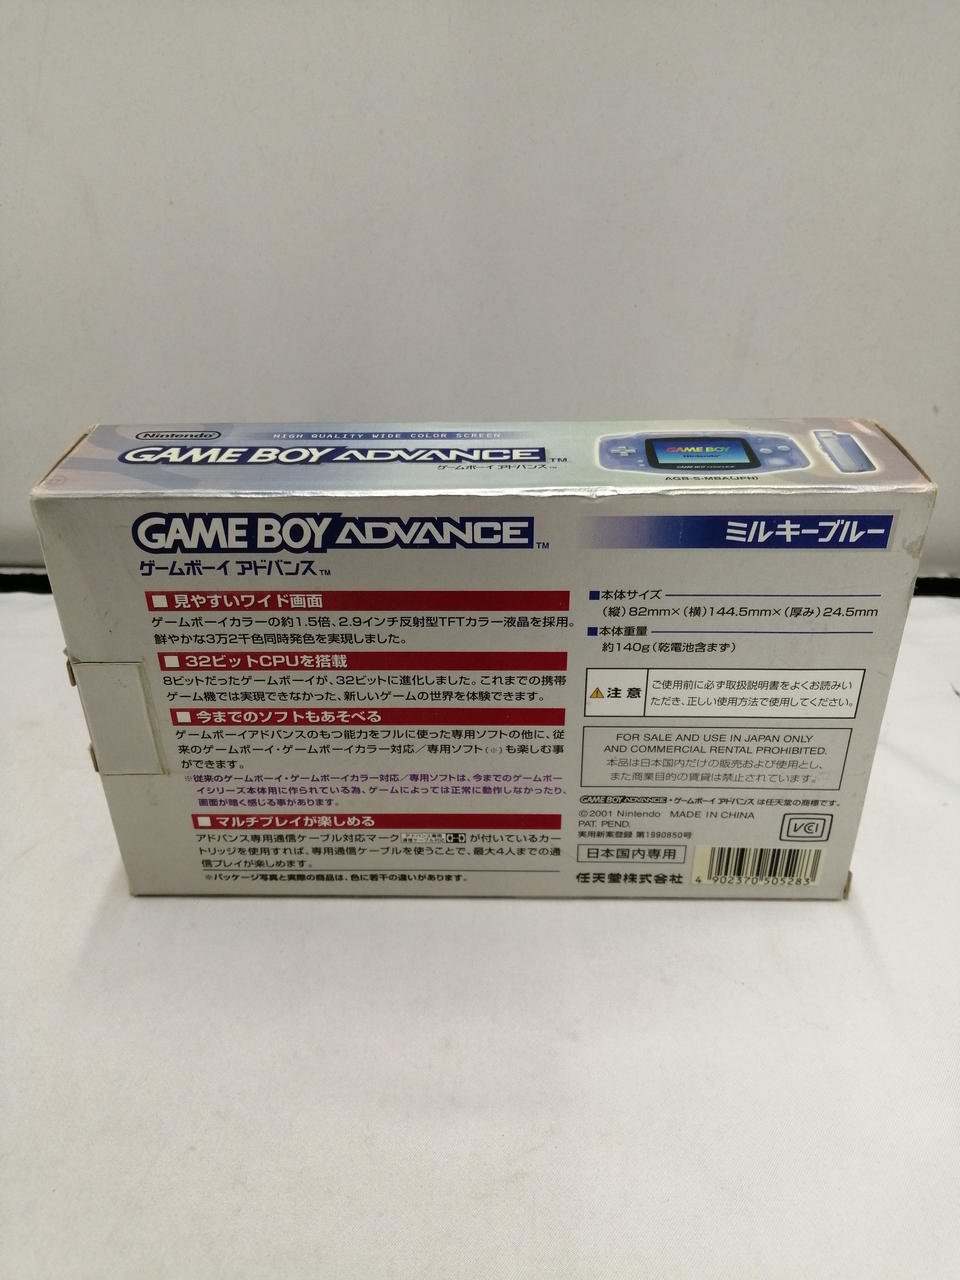 Nintendo
HIGH QUALITY WIDE COLOR SCREEN
GAME BOY ADVANCE TM
ゲームボーイ アドバンス TM
GAME BOY
Nintendo
AGB-S-MBA(JPN)
GAME BOY ADVANCE TM
ゲームボーイ アドバンス TM
■ 見やすいワイド画面
ゲームボーイカラーの約1.5倍、2.9インチ反射型TFTカラー液晶を採用。
鮮やかな3万2千色同時発色を実現しました。
■ 32ビットCPUを搭載
8ビットだったゲームボーイが、32ビットに進化しました。これまでの携帯
ゲーム機では実現できなかった、新しいゲームの世界を体験できます。
■ 今までのソフトもあそべる
ゲームボーイアドバンスのもつ能力をフルに使った専用ソフトの他に、従
来のゲームボーイ・ゲームボーイカラー対応/専用ソフト(※)も楽しむ事
ができます。
※従来のゲームボーイ・ゲームボーイカラー対応/専用ソフトは、今までのゲームボー
イシリーズ本体用に作られている為、ゲームによっては正常に動作しなかったり、
画面が暗く感じる事があります。
■ マルチプレイが楽しめる
アドバンス専用通信ケーブル対応マーク アドバンス専用 通信ケーブル対応 が付いているカー
トリッジを使用すれば、専用通信ケーブルを使うことで、最大4人までの通
信プレイが楽しめます。
※パッケージ写真と実際の商品は、色に若干の違いがあります。
ミルキーブルー
■本体サイズ
(縦)82mm×(横)144.5mm×(厚み)24.5mm
■本体重量
約140g(乾電池含まず)
注意
ご使用前に必ず取扱説明書をよくお読みい
ただき、正しい使用方法で使用してください。
FOR SALE AND USE IN JAPAN ONLY
AND COMMERCIAL RENTAL PROHIBITED.
本品は日本国内だけの販売および使用とし、
また商業目的の賃貸は禁止されています。
GAME BOY ADVANCE・ゲームボーイ アドバンス は任天堂の商標です。
©2001 Nintendo MADE IN CHINA
PAT. PEND.
実用新案登録 第1990850号
VCI
日本国内専用
任天堂株式会社
4 902370 505283